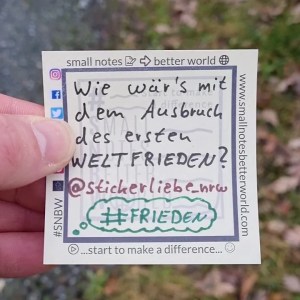 small notes better world
Wie wär's mit
dem Ausbruch
des ersten
WELTFRIEDEN?
@stickerliebe_nrw
#FRIEDEN
...start to make a difference...
#SNBW
www.smallnotesbetterworld.com